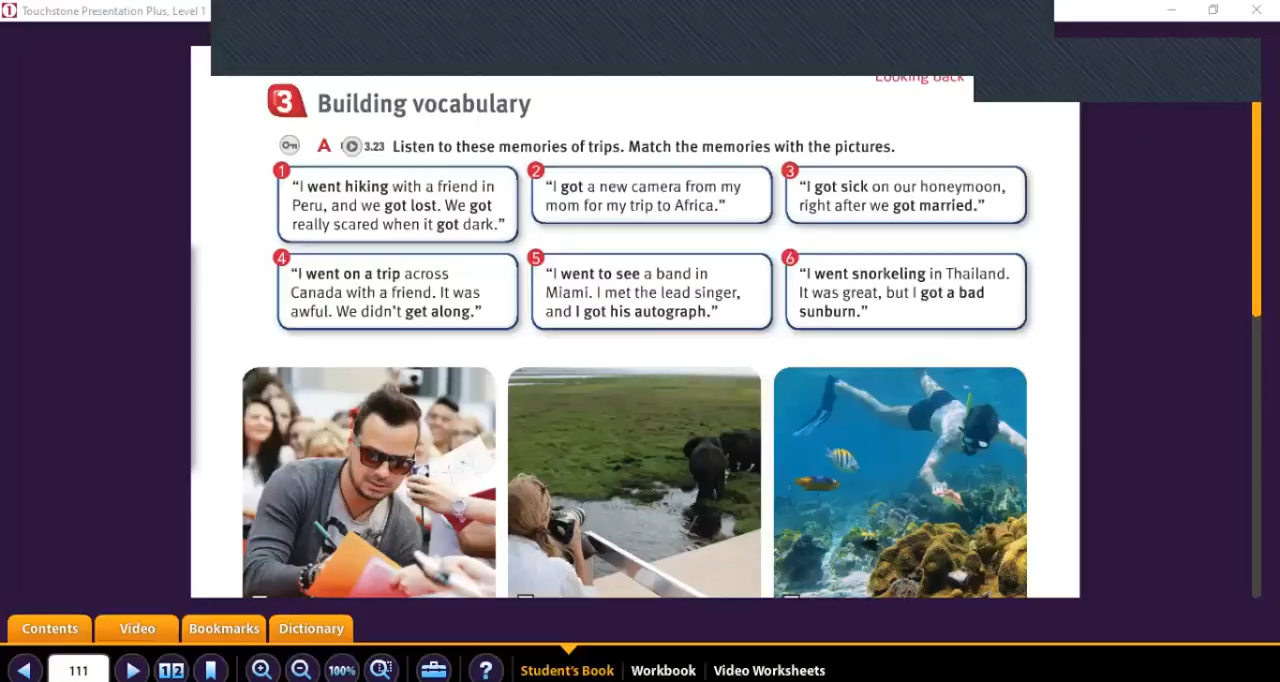 Touchstone Presentation Plus, Level 1
Looking back
3 Building vocabulary
A 3.23 Listen to these memories of trips. Match the memories with the pictures.
1
“I went hiking with a friend in
Peru, and we got lost. We got
really scared when it got dark.”
2
“I got a new camera from my
mom for my trip to Africa.”
3
“I got sick on our honeymoon,
right after we got married.”
4
“I went on a trip across
Canada with a friend. It was
awful. We didn’t get along.”
5
“I went to see a band in
Miami. I met the lead singer,
and I got his autograph.”
6
“I went snorkeling in Thailand.
It was great, but I got a bad
sunburn.”
Contents Video Bookmarks Dictionary
111 12 100% ? Student’s Book Workbook Video Worksheets